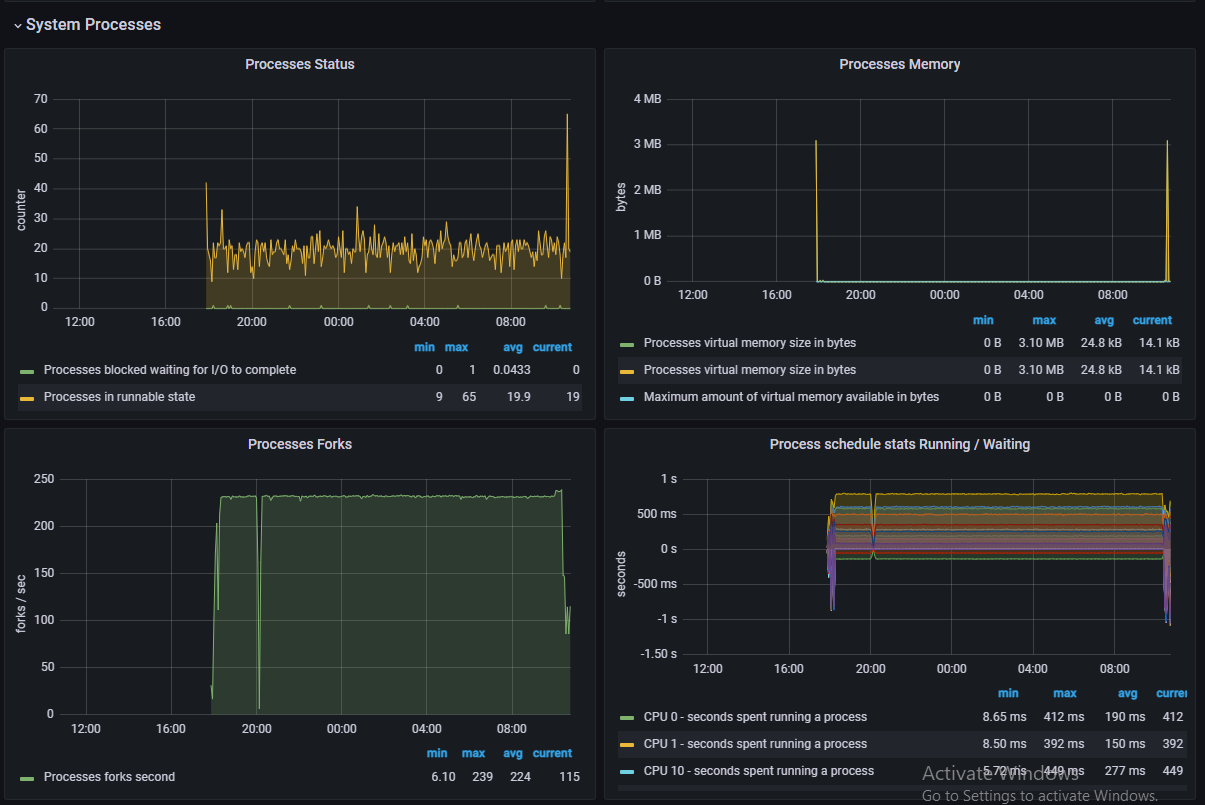 System Processes
Processes Status
70
60
50
40
30
20
10
0
counter
12:00 16:00 20:00 00:00 04:00 08:00
min max avg current
Processes blocked waiting for I/O to complete 0 1 0.0433 0
Processes in runnable state 9 65 19.9 19
Processes Memory
4 MB
3 MB
2 MB
1 MB
0 B
bytes
12:00 16:00 20:00 00:00 04:00 08:00
min max avg current
Processes virtual memory size in bytes 0 B 3.10 MB 24.8 kB 14.1 kB
Processes virtual memory size in bytes 0 B 3.10 MB 24.8 kB 14.1 kB
Maximum amount of virtual memory available in bytes 0 B 0 B 0 B 0 B
Processes Forks
250
200
150
100
50
0
forks / sec
12:00 16:00 20:00 00:00 04:00 08:00
min max avg current
Processes forks second 6.10 239 224 115
Process schedule stats Running / Waiting
1 s
500 ms
0 s
-500 ms
-1 s
-1.50 s
seconds
12:00 16:00 20:00 00:00 04:00 08:00
min max avg curre
CPU 0 - seconds spent running a process 8.65 ms 412 ms 190 ms 412
CPU 1 - seconds spent running a process 8.50 ms 392 ms 150 ms 392
CPU 10 - seconds spent running a process 5.72 ms 449 ms 277 ms 449
Activate Windows
Go to Settings to activate Windows.